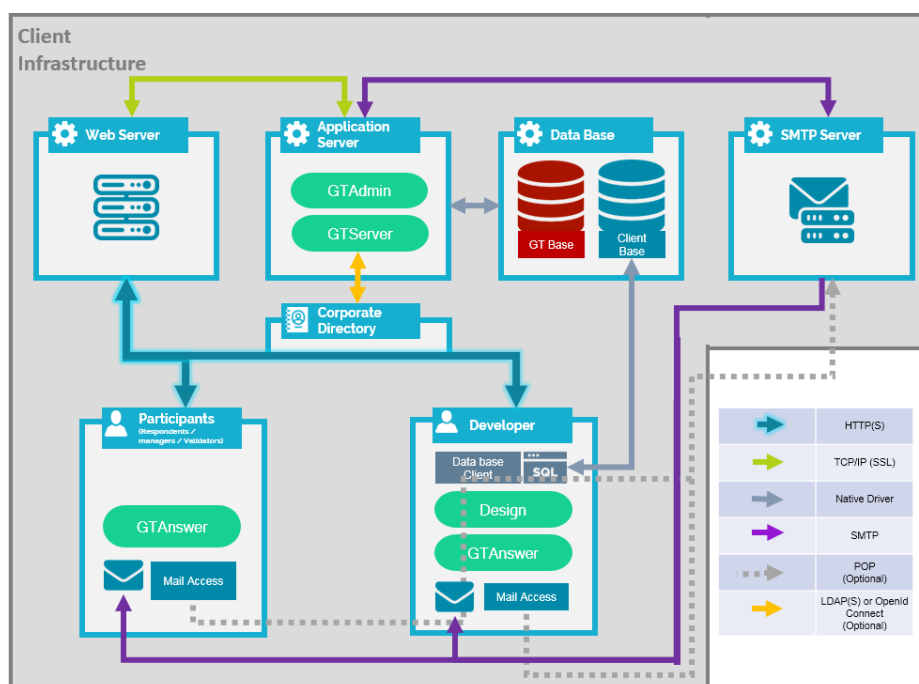 Client
Infrastructure
Web Server
Application
Server
Data Base
SMTP Server
GTAdmin
GTServer
GT Base
Client
Base
Corporate
Directory
Participants
(Respondents /
managers / Validators)
Developer
Data base
Client
SQL
Design
GTAnswer
GTAnswer
Mail Access
Mail Access
HTTP(S)
TCP/IP (SSL)
Native Driver
SMTP
POP
(Optional)
LDAP(S) or OpenId
Connect
(Optional)